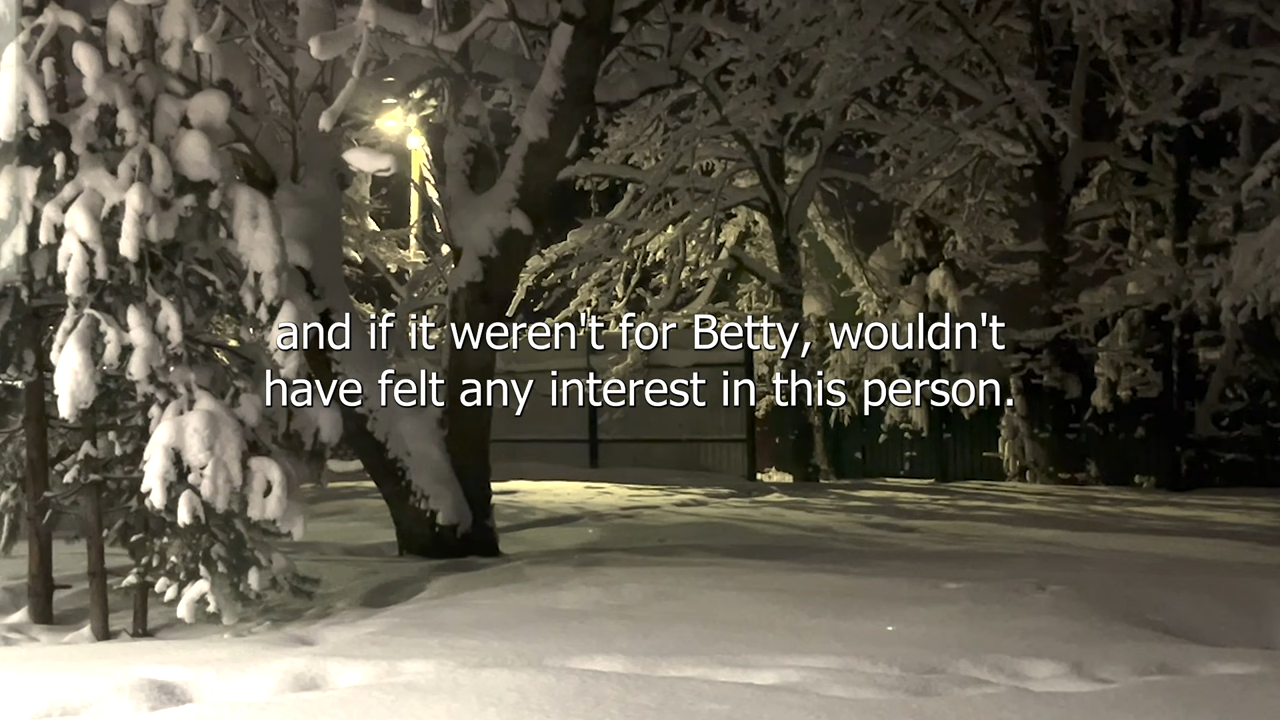 and if it weren't for Betty, wouldn't
have felt any interest in this person.